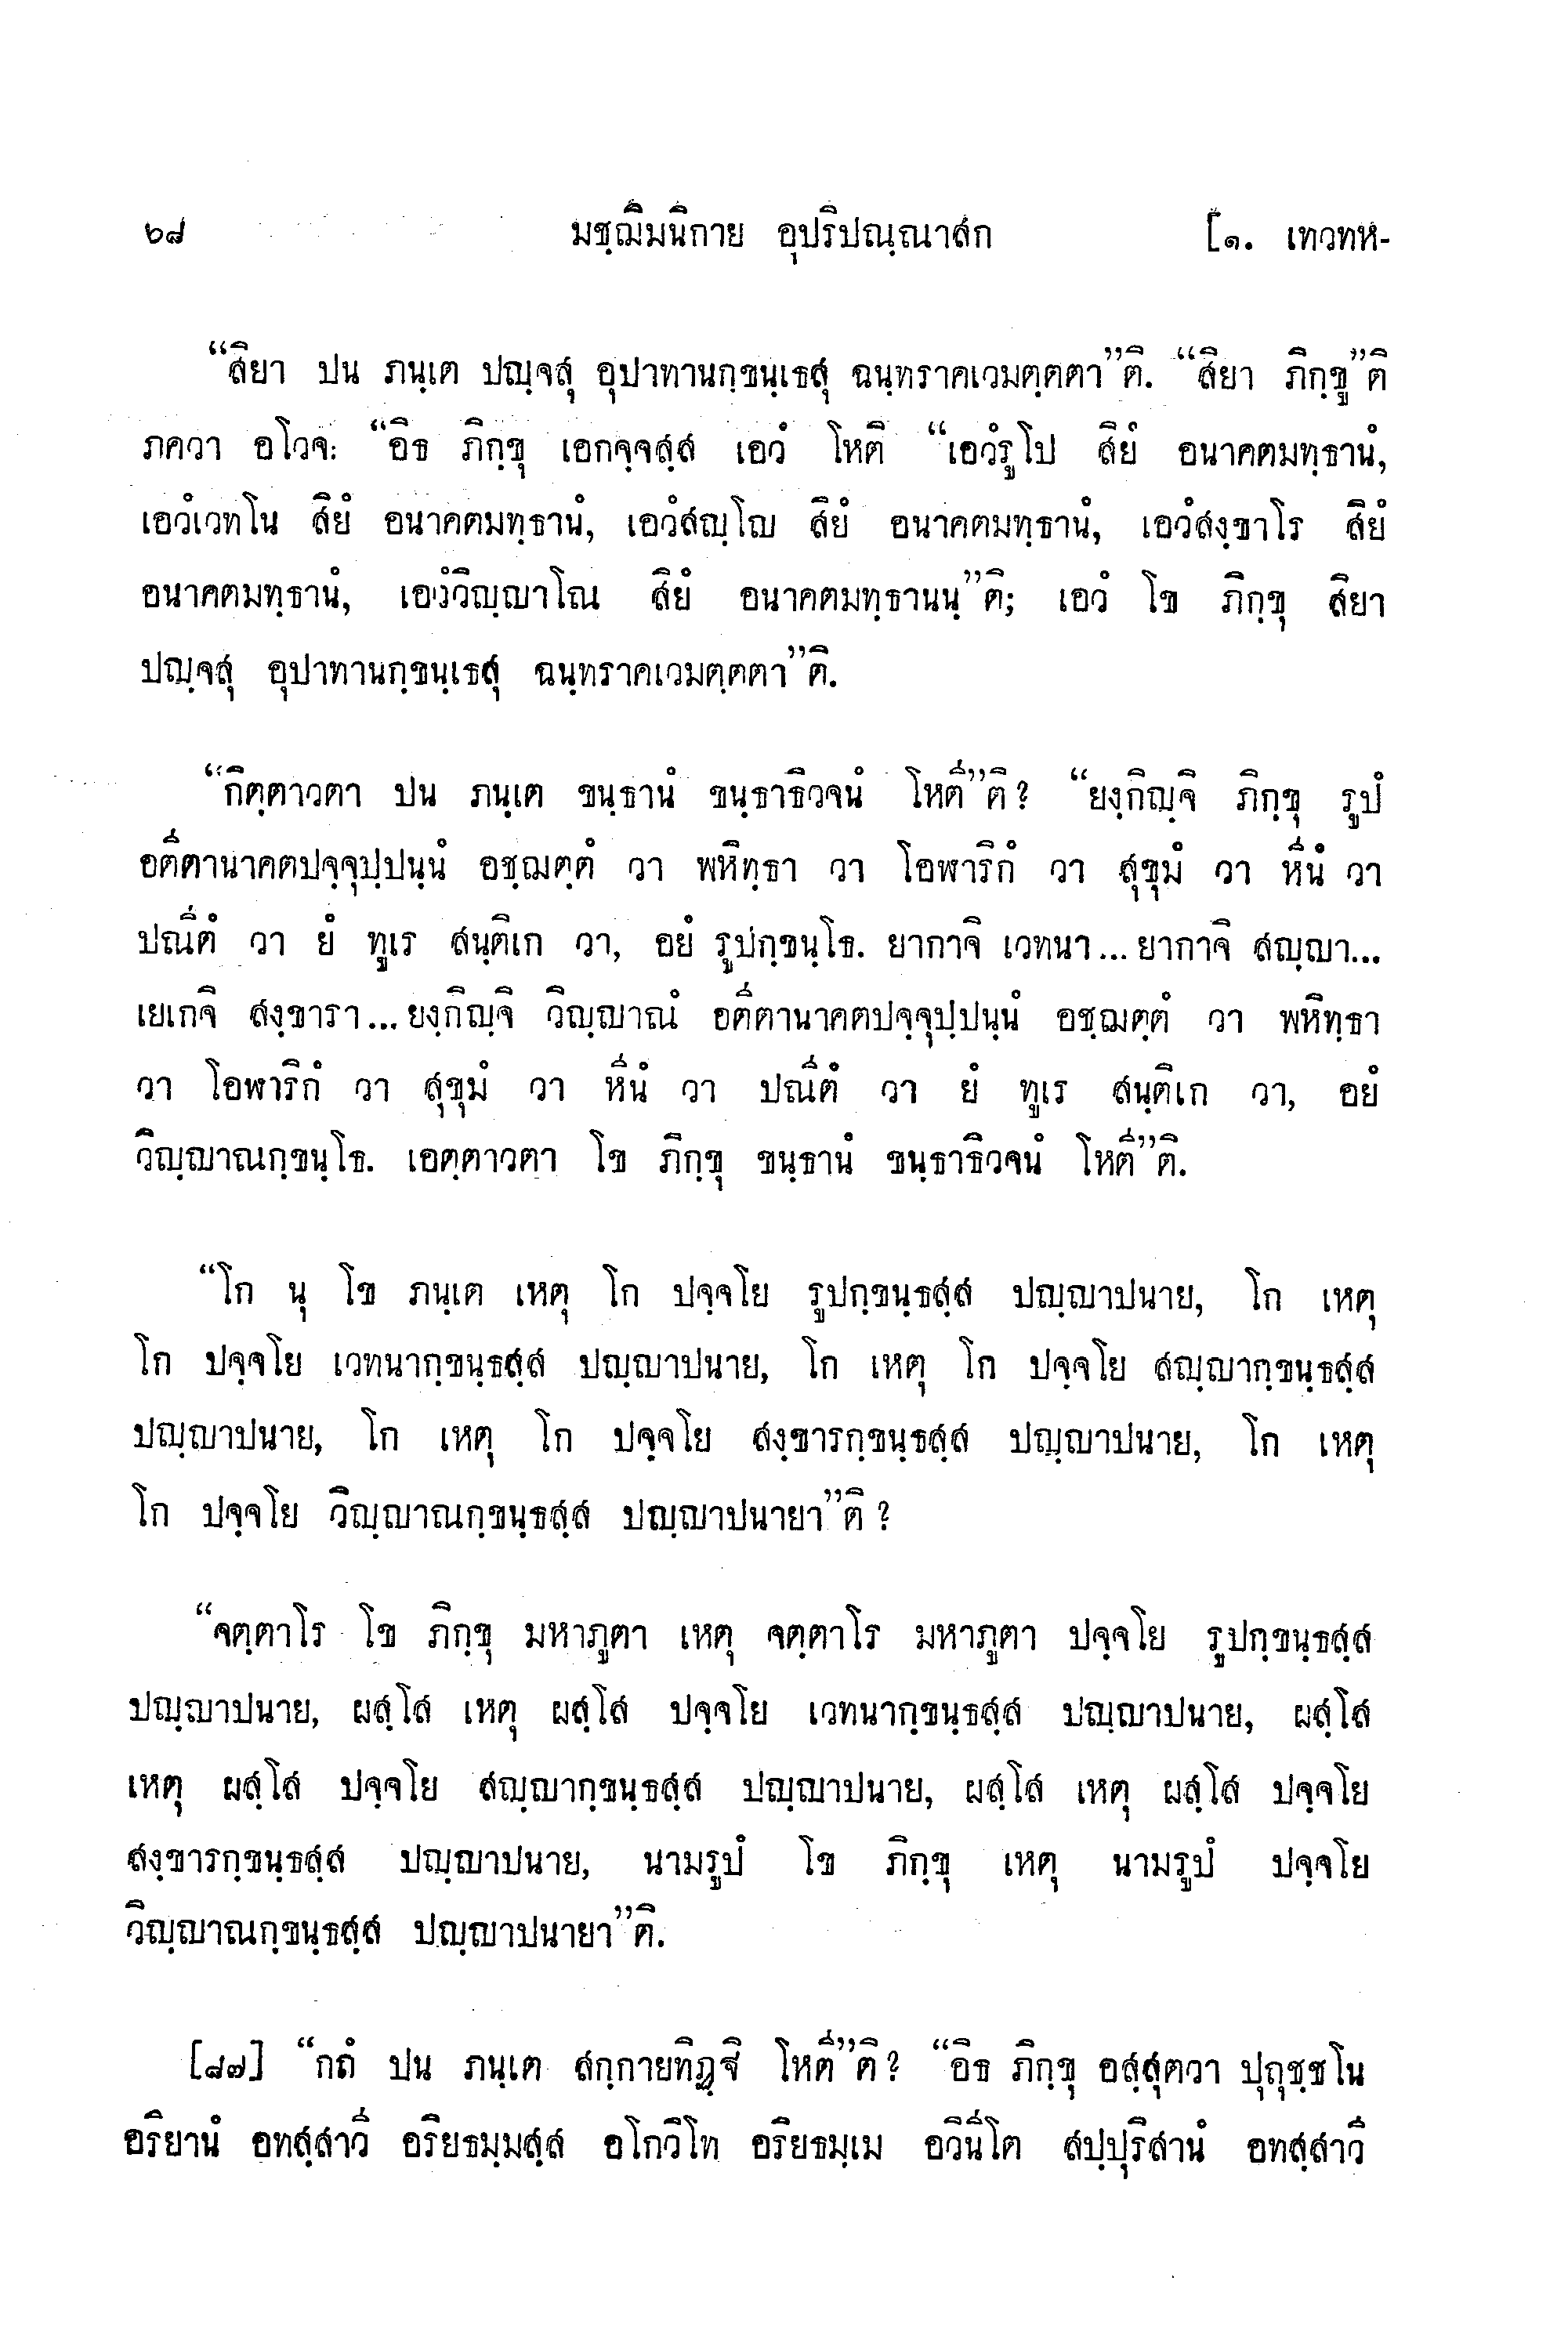 ๖๘ มชฺฌิมนิกาย อุปริปณฺณาสก [๑. เทวทห-
“สิยา ปน ภนฺเต ปญฺจสุ อุปาทานกฺขนฺเธสุ ฉนฺทราคเวมตฺตตา”ติ. “สิยา ภิกฺขู”ติ
ภควา อโวจ: “อิธ ภิกฺขุ เอกจฺจสฺส เอวํ โหติ “เอวํรูโป สิยํ อนาคตมทฺธานํ,
เอวํเวทโน สิยํ อนาคตมทฺธานํ, เอวํสญฺโญ สิยํ อนาคตมทฺธานํ, เอวํสงฺขาโร สิยํ
อนาคตมทฺธานํ, เอวํวิญฺญาโณ สิยํ อนาคตมทฺธานนฺ”ติ; เอวํ โข ภิกฺขุ สิยา
ปญฺจสุ อุปาทานกฺขนฺเธสุ ฉนฺทราคเวมตฺตตา”ติ.
“กิตฺตาวตา ปน ภนฺเต ขนฺธานํ ขนฺธาธิวจนํ โหตี”ติ? “ยงฺกิญฺจิ ภิกฺขุ รูปํ
อตีตานาคตปจฺจุปฺปนฺนํ อชฺฌตฺตํ วา พหิทฺธา วา โอฬาริกํ วา สุขุมํ วา หีนํ วา
ปณีตํ วา ยํ ทูเร สนฺติเก วา, อยํ รูปกฺขนฺโธ. ยากาจิ เวทนา...ยากาจิ สญฺญา...
เยเกจิ สงฺขารา...ยงฺกิญฺจิ วิญฺญาณํ อตีตานาคตปจฺจุปฺปนฺนํ อชฺฌตฺตํ วา พหิทฺธา
วา โอฬาริกํ วา สุขุมํ วา หีนํ วา ปณีตํ วา ยํ ทูเร สนฺติเก วา, อยํ
วิญฺญาณกฺขนฺโธ. เอตฺตาวตา โข ภิกฺขุ ขนฺธานํ ขนฺธาธิวจนํ โหตี”ติ.
“โก นุ โข ภนฺเต เหตุ โก ปจฺจโย รูปกฺขนฺธสฺส ปญฺญาปนาย, โก เหตุ
โก ปจฺจโย เวทนากฺขนฺธสฺส ปญฺญาปนาย, โก เหตุ โก ปจฺจโย สญฺญากฺขนฺธสฺส
ปญฺญาปนาย, โก เหตุ โก ปจฺจโย สงฺขารกฺขนฺธสฺส ปญฺญาปนาย, โก เหตุ
โก ปจฺจโย วิญฺญาณกฺขนฺธสฺส ปญฺญาปนายา”ติ?
“จตฺตาโร โข ภิกฺขุ มหาภูตา เหตุ จตฺตาโร มหาภูตา ปจฺจโย รูปกฺขนฺธสฺส
ปญฺญาปนาย, ผสฺโส เหตุ ผสฺโส ปจฺจโย เวทนากฺขนฺธสฺส ปญฺญาปนาย, ผสฺโส
เหตุ ผสฺโส ปจฺจโย สญฺญากฺขนฺธสฺส ปญฺญาปนาย, ผสฺโส เหตุ ผสฺโส ปจฺจโย
สงฺขารกฺขนฺธสฺส ปญฺญาปนาย, นามรูปํ โข ภิกฺขุ เหตุ นามรูปํ ปจฺจโย
วิญฺญาณกฺขนฺธสฺส ปญฺญาปนายา”ติ.
[๘๗] “กถํ ปน ภนฺเต สกฺกายทิฏฺฐิ โหตี”ติ? “อิธ ภิกฺขุ อสฺสุตวา ปุถุชฺชโน
อริยานํ อทสฺสาวี อริยธมฺมสฺส อโกวิโท อริยธมฺเม อวินีโต สปฺปุริสานํ อทสฺสาวี